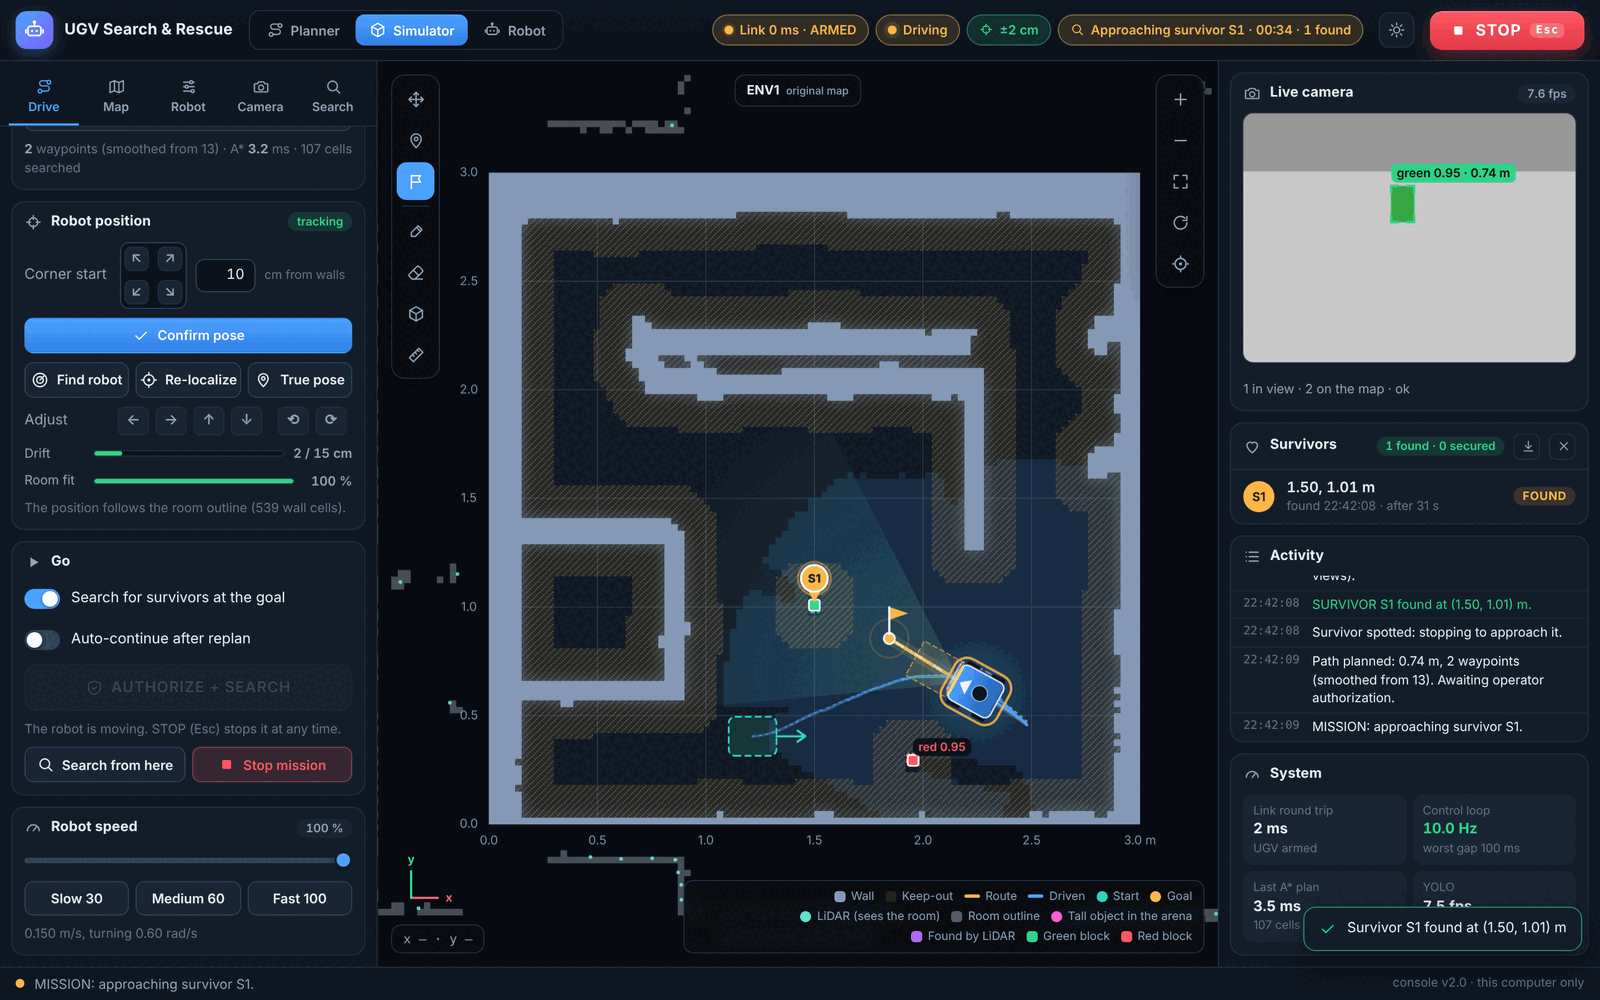 UGV Search & Rescue
Planner
Simulator
Robot
Link 0 ms · ARMED
Driving
±2 cm
Approaching survivor S1 · 00:34 · 1 found
STOP Esc
Drive
Map
Robot
Camera
Search
2 waypoints (smoothed from 13) · A* 3.2 ms · 107 cells
searched
Robot position
tracking
Corner start
10
cm from walls
Confirm pose
Find robot
Re-localize
True pose
Adjust
Drift
2 / 15 cm
Room fit
100 %
The position follows the room outline (539 wall cells).
Go
Search for survivors at the goal
Auto-continue after replan
AUTHORIZE + SEARCH
The robot is moving. STOP (Esc) stops it at any time.
Search from here
Stop mission
Robot speed
100 %
Slow 30
Medium 60
Fast 100
0.150 m/s, turning 0.60 rad/s
ENV1 original map
3.0
2.5
2.0
1.5
1.0
0.5
0.0
0.0
0.5
1.0
1.5
2.0
2.5
3.0 m
S1
red 0.95
y
x
x – · y –
Wall
Keep-out
Route
Driven
Start
Goal
LiDAR (sees the room)
Room outline
Tall object in the arena
Found by LiDAR
Green block
Red block
Live camera
7.6 fps
green 0.95 · 0.74 m
1 in view · 2 on the map · ok
Survivors
1 found · 0 secured
S1
1.50, 1.01 m
found 22:42:08 · after 31 s
FOUND
Activity
views).
22:42:08 SURVIVOR S1 found at (1.50, 1.01) m.
22:42:08 Survivor spotted: stopping to approach it.
22:42:09 Path planned: 0.74 m, 2 waypoints
(smoothed from 13). Awaiting operator
authorization.
22:42:09 MISSION: approaching survivor S1.
System
Link round trip
2 ms
UGV armed
Control loop
10.0 Hz
worst gap 100 ms
Last A* plan
3.5 ms
107 cells
YOLO
7.5 fps
Survivor S1 found at (1.50, 1.01) m
MISSION: approaching survivor S1.
console v2.0 · this computer only